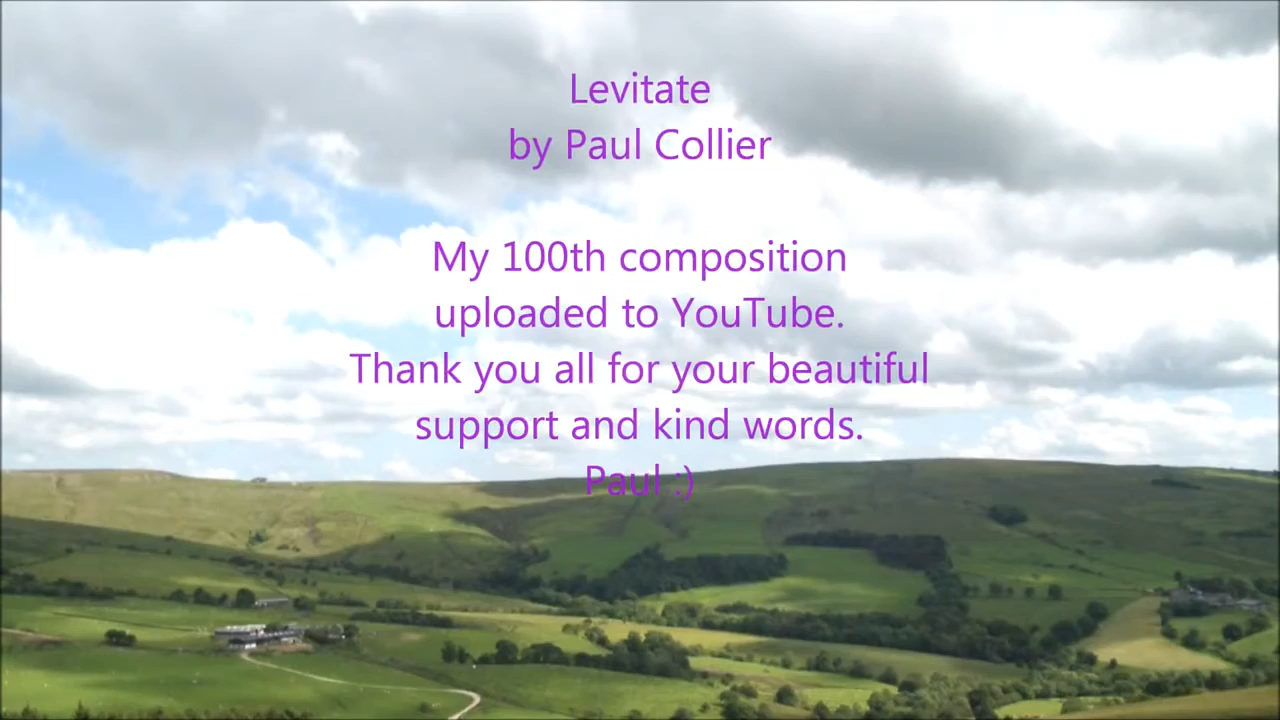 Levitate
by Paul Collier
My 100th composition
uploaded to YouTube.
Thank you all for your beautiful
support and kind words.
Paul :)